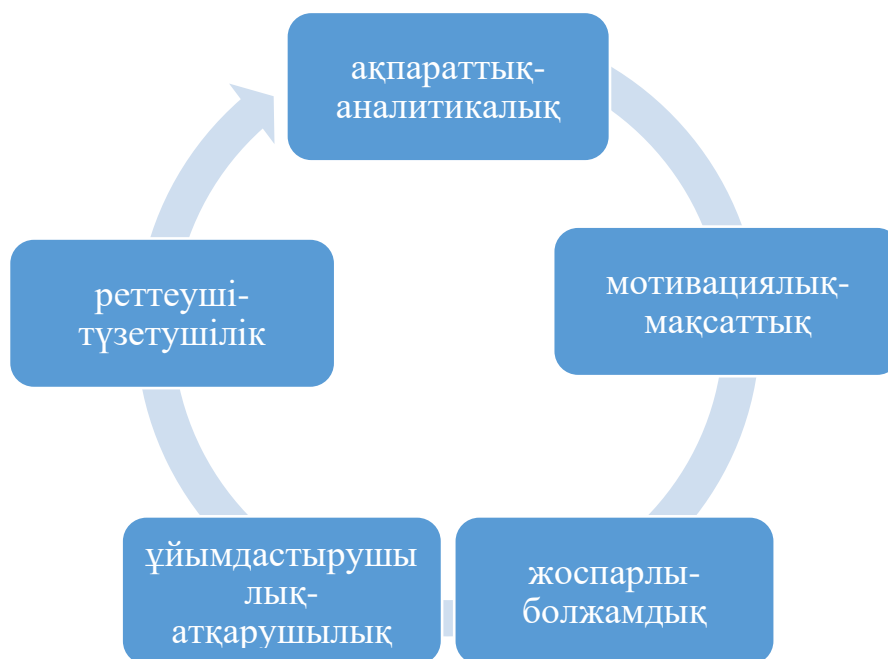 ақпараттық-
аналитикалық
мотивациялық-
мақсаттық
жоспарлы-
болжамдық
ұйымдастырушы
лық-
атқарушылық
реттеуші-
түзетушілік